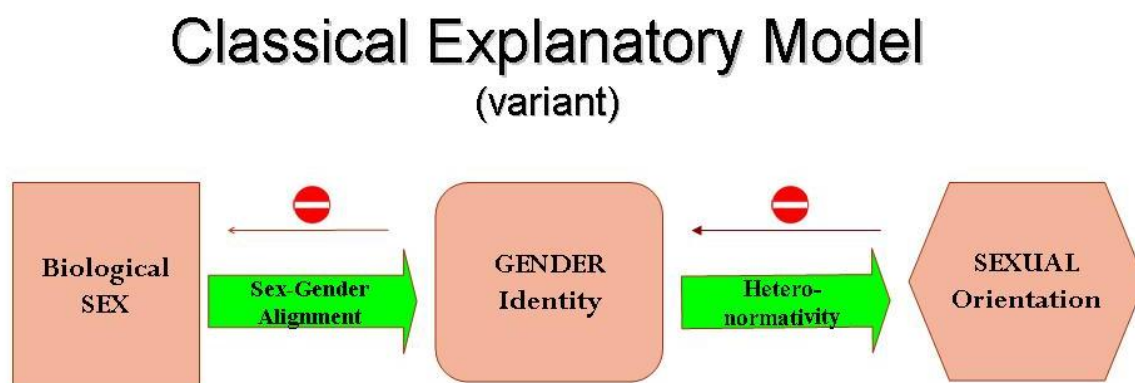 Classical Explanatory Model
(variant)
Biological
SEX
Sex-Gender
Alignment
GENDER
Identity
Hetero-
normativity
SEXUAL
Orientation